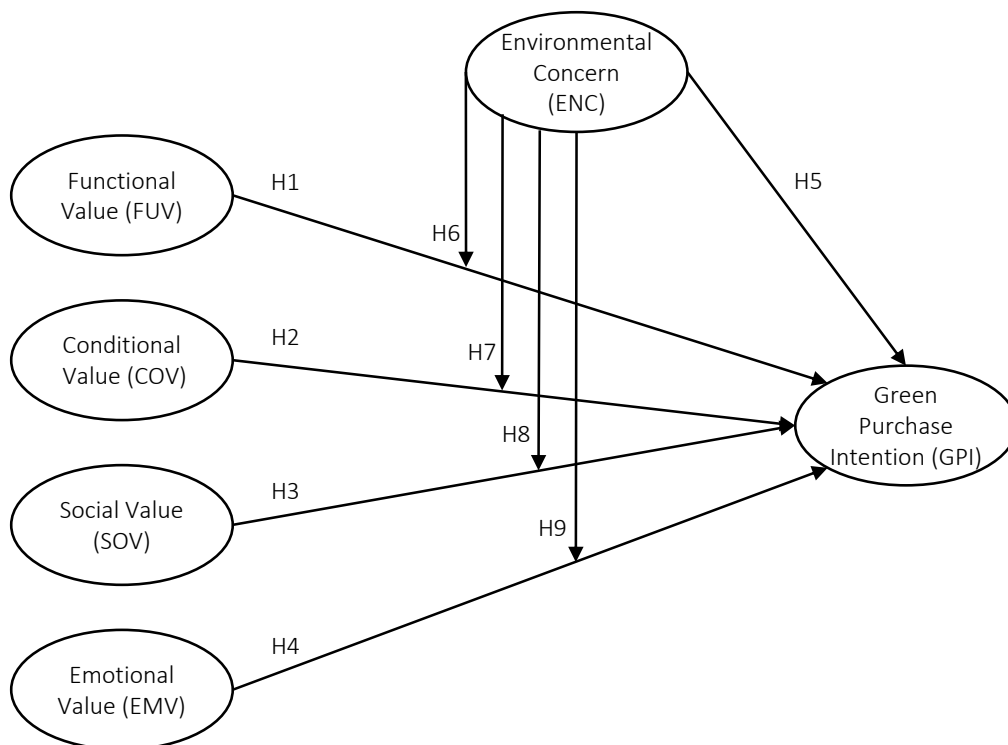 Environmental
Concern
(ENC)
H5
Functional
Value (FUV)
H1
H6
Conditional
Value (COV)
H2
H7
Green
Purchase
Intention (GPI)
H8
Social Value
(SOV)
H3
H9
Emotional
Value (EMV)
H4